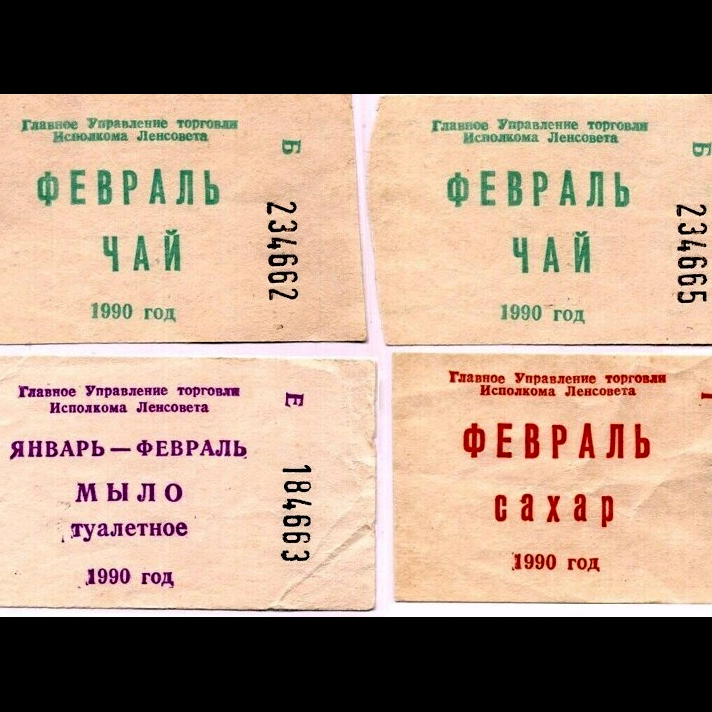 Главное Управление торговли
Исполкома Ленсовета
Б
ФЕВРАЛЬ
ЧАЙ
234662
1990 год
Главное Управление торговли
Исполкома Ленсовета
Б
ФЕВРАЛЬ
ЧАЙ
234665
1990 год
Главное Управление торговли
Исполкома Ленсовета
Е
ЯНВАРЬ — ФЕВРАЛЬ
МЫЛО
туалетное
184663
1990 год
Главное Управление торговли
Исполкома Ленсовета
ФЕВРАЛЬ
сахар
1990 год